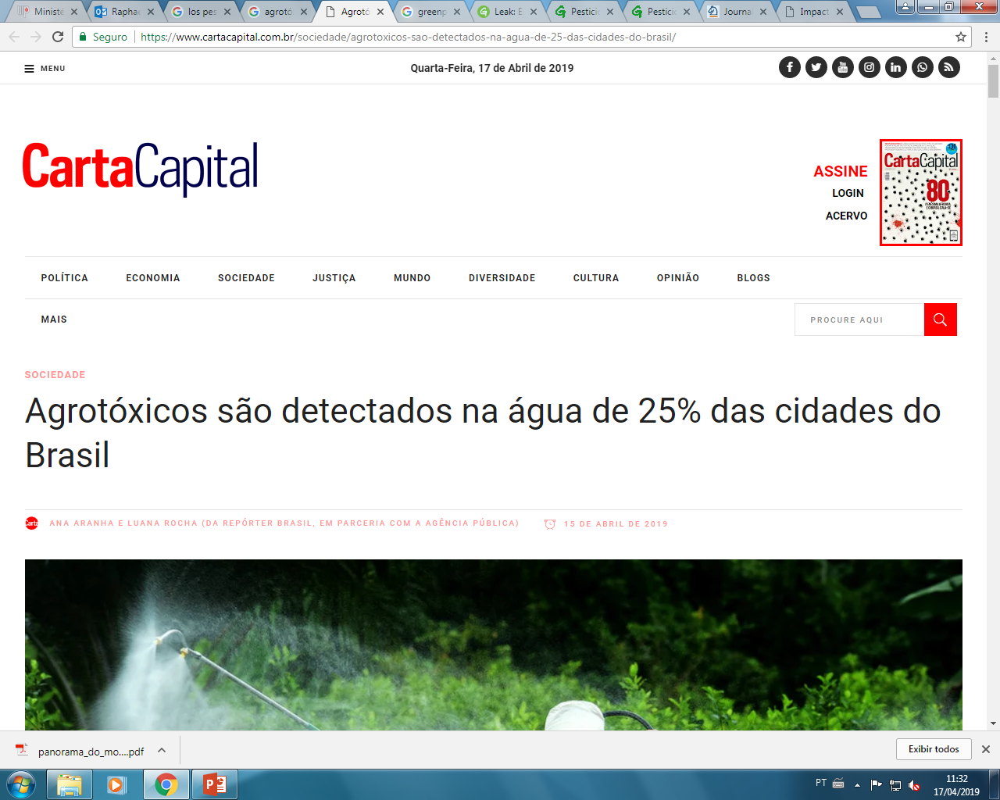 Ministé
Raphae
los pes
agrotó
Agrotó
greenp
Leak: E
Pesticid
Pesticid
Journa
Impact
Seguro
https://www.cartacapital.com.br/sociedade/agrotoxicos-sao-detectados-na-agua-de-25-das-cidades-do-brasil/
MENU
Quarta-Feira, 17 de Abril de 2019
CartaCapital
ASSINE
LOGIN
ACERVO
CartaCapital
80
POLÍTICA
ECONOMIA
SOCIEDADE
JUSTIÇA
MUNDO
DIVERSIDADE
CULTURA
OPINIÃO
BLOGS
MAIS
PROCURE AQUI
SOCIEDADE
Agrotóxicos são detectados na água de 25% das cidades do
Brasil
Carta
ANA ARANHA E LUANA ROCHA (DA REPÓRTER BRASIL, EM PARCERIA COM A AGÊNCIA PÚBLICA)
15 DE ABRIL DE 2019
panorama_do_mo....pdf
Exibir todos
PT
11:32
17/04/2019